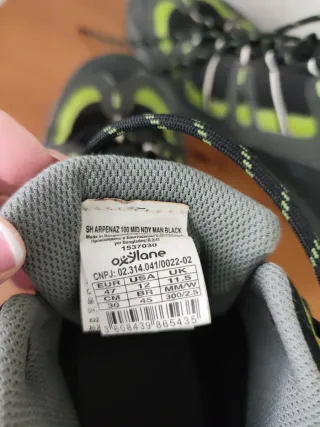 SH ARPENAZ 100 MID NDY MAN BLACK
1537030
oxylane
CNPJ: 02.314.041/0022-02
EUR USA UK
47 12 11.5
CM BR MM/W
30 45 300/2.5
3608439865435